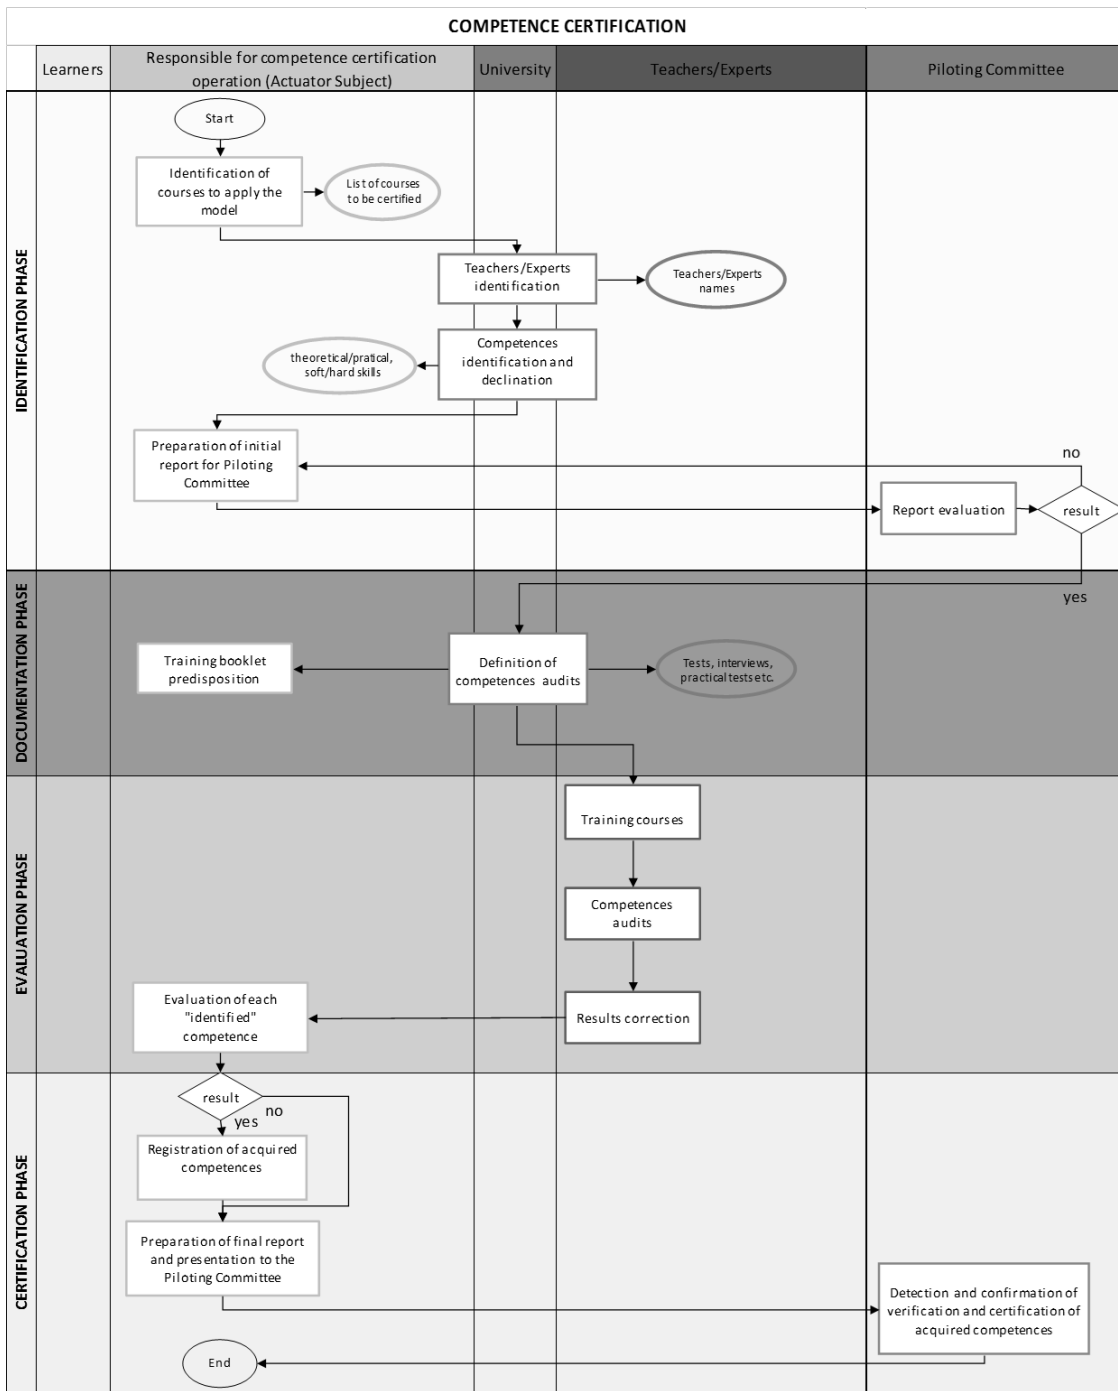 COMPETENCE CERTIFICATION
Learners
Responsible for competence certification
operation (Actuator Subject)
University
Teachers/Experts
Piloting Committee
IDENTIFICATION PHASE
Start
Identification of
courses to apply the
model
List of courses
to be certified
Teachers/Experts
identification
Teachers/Experts
names
Competences
identification and
declination
theoretical/pratical,
soft/hard skills
Preparation of initial
report for Piloting
Committee
no
Report evaluation
result
yes
DOCUMENTATION PHASE
Training booklet
predisposition
Definition of
competences audits
Tests, interviews,
practical tests etc.
EVALUATION PHASE
Training courses
Competences
audits
Results correction
Evaluation of each
"identified"
competence
CERTIFICATION PHASE
result
no
yes
Registration of acquired
competences
Preparation of final report
and presentation to the
Piloting Committee
Detection and confirmation of
verification and certification of
acquired competences
End